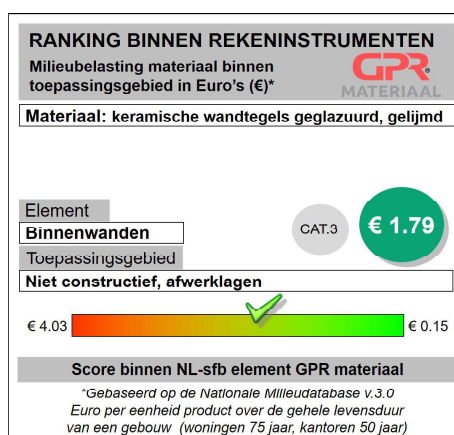 RANKING BINNEN REKENINSTRUMENTEN
Milieubelasting materiaal binnen
toepassingsgebied in Euro's (€)*
GPR®
MATERIAAL
Materiaal: keramische wandtegels geglazuurd, gelijmd
Element
Binnenwanden
CAT.3
€ 1.79
Toepassingsgebied
Niet constructief, afwerklagen
€ 4.03
€ 0.15
Score binnen NL-sfb element GPR materiaal
*Gebaseerd op de Nationale Milieudatabase v.3.0
Euro per eenheid product over de gehele levensduur
van een gebouw (woningen 75 jaar, kantoren 50 jaar)